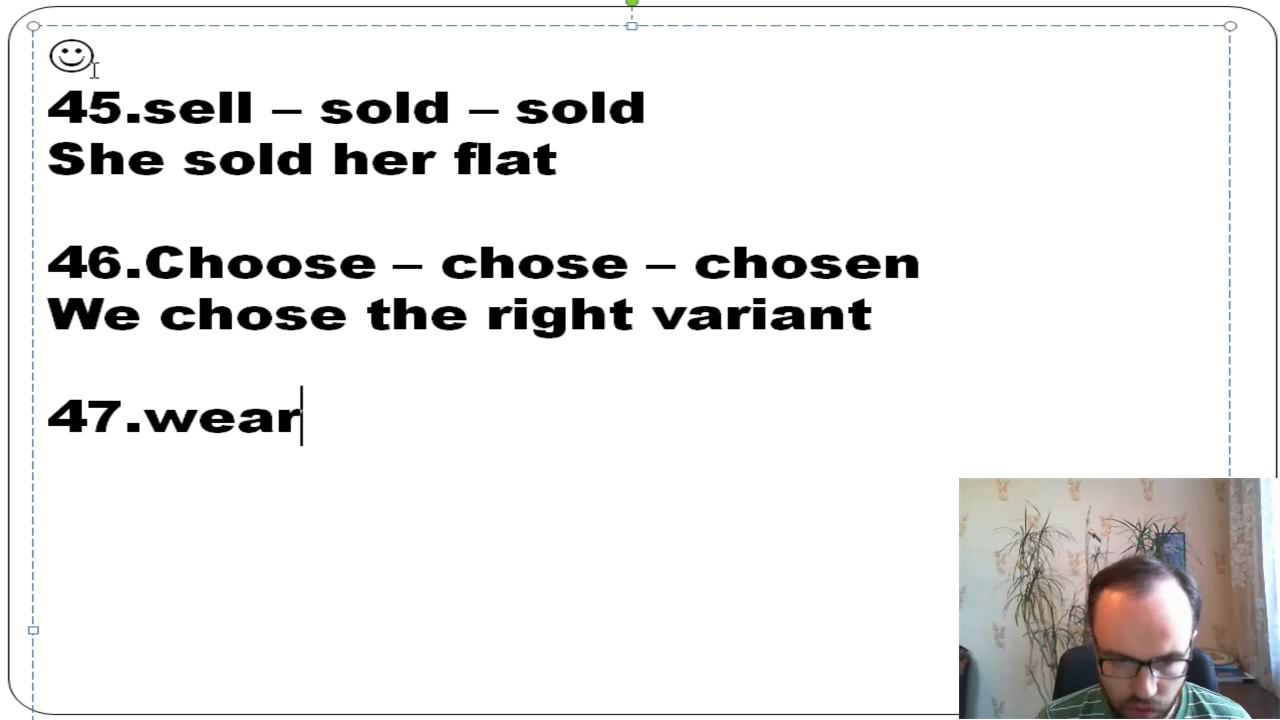 45.sell – sold – sold
She sold her flat
46.Choose – chose – chosen
We chose the right variant
47.wear